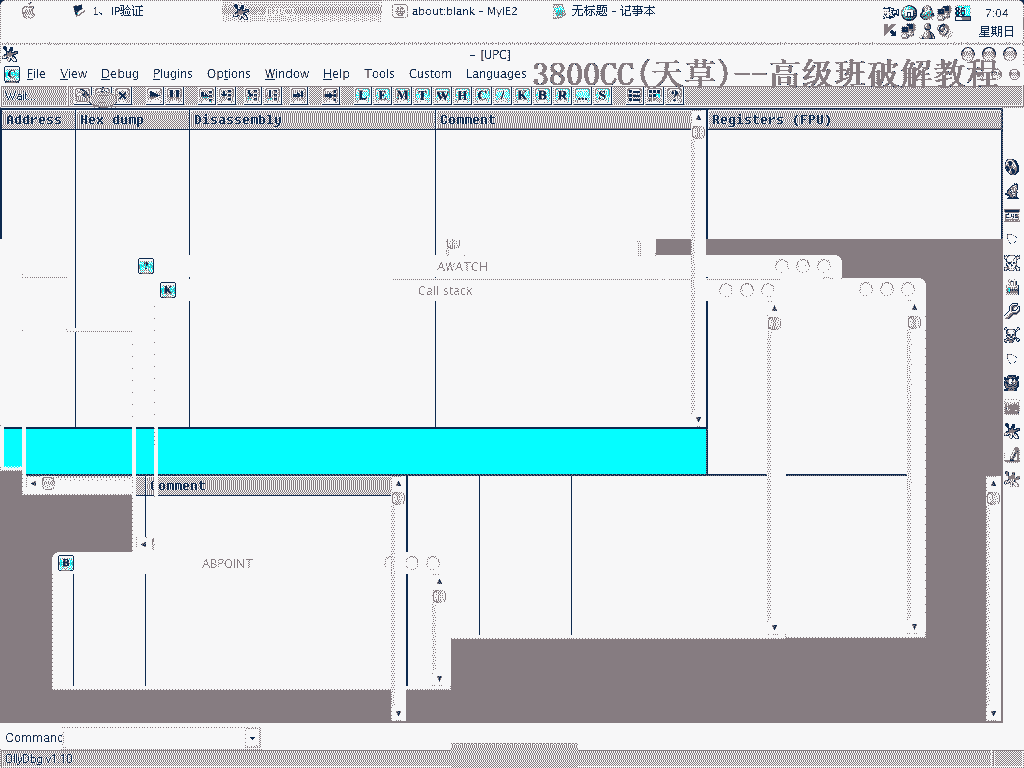 1、IP验证
about:blank - MyIE2
无标题 - 记事本
7:04
星期日
- [UPC]
C File View Debug Plugins Options Window Help Tools Custom Languages
3800CC(天草)--高级班破解教程
Wait
L E M T W H C / K B R ... S ?
Address Hex dump Disassembly Comment Registers (FPU)
AWATCH
K Call stack
Comment
B ABPOINT
Command
OllyDbg v1.10